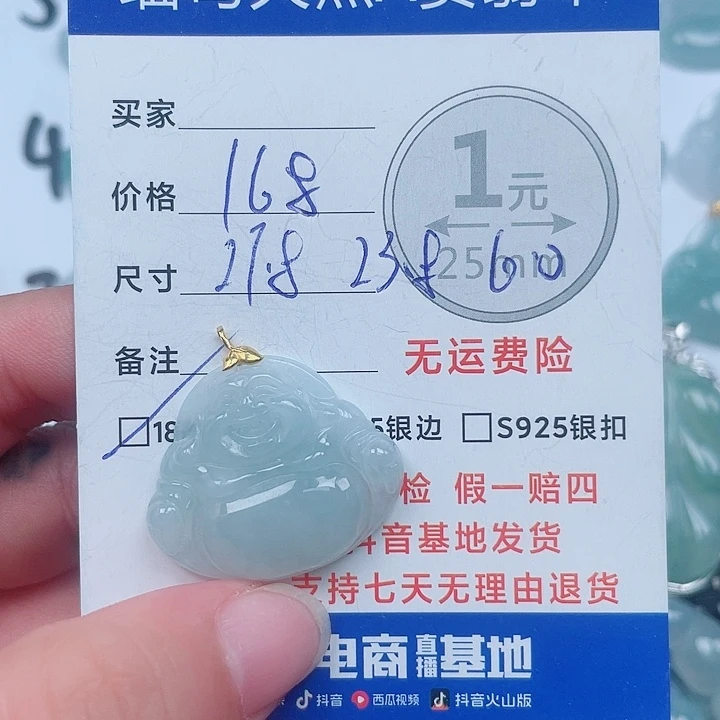 买家
价格 168
1元
尺寸 27.8 23.8 6.0
25mm
备注
无运费险
18 银边 S925银扣
检 假一赔四
抖音基地发货
支持七天无理由退货
电商直播基地
抖音 西瓜视频 抖音火山版